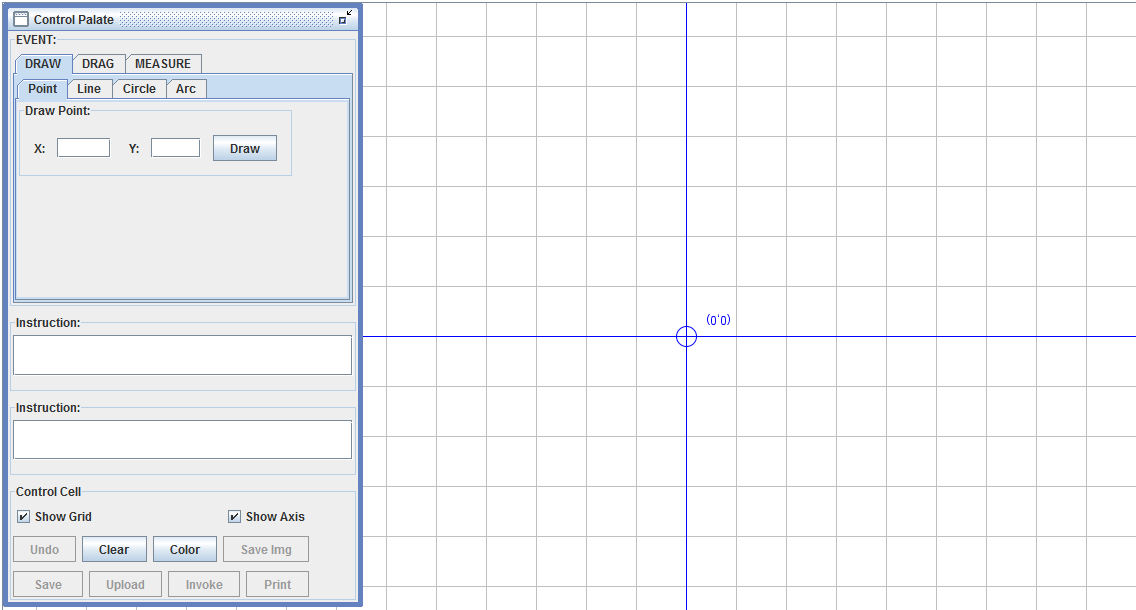 Control Palate
EVENT:
DRAW DRAG MEASURE
Point Line Circle Arc
Draw Point:
X: Y: Draw
(0,0)
Instruction:
Instruction:
Control Cell
Show Grid Show Axis
Undo Clear Color Save Img
Save Upload Invoke Print